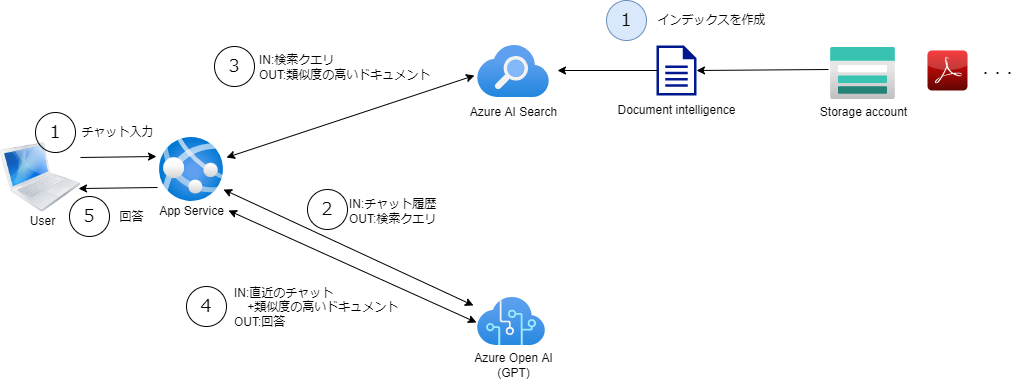 1
インデックスを作成
3
IN:検索クエリ
OUT:類似度の高いドキュメント
Azure AI Search
Document intelligence
Storage account
・・・
1
チャット入力
User
App Service
5
回答
2
IN:チャット履歴
OUT:検索クエリ
4
IN:直近のチャット
+類似度の高いドキュメント
OUT:回答
Azure Open AI
(GPT)